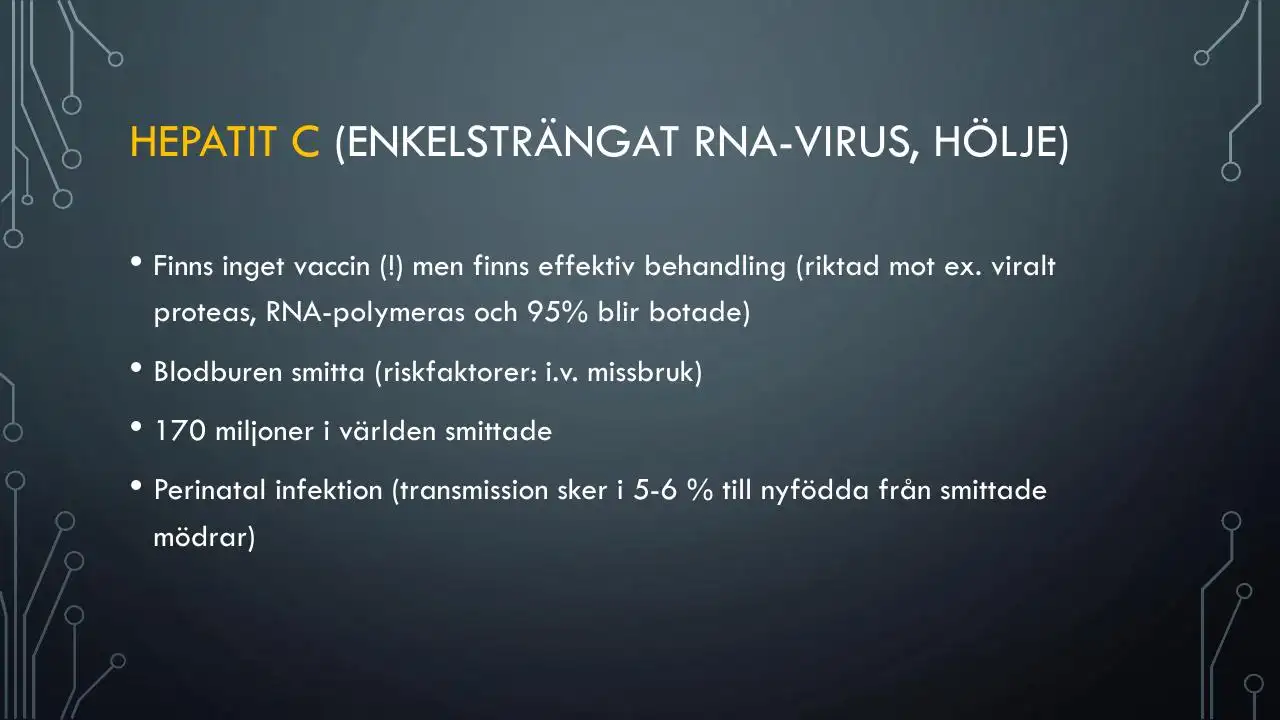 HEPATIT C (ENKELSTRÄNGAT RNA-VIRUS, HÖLJE)
• Finns inget vaccin (!) men finns effektiv behandling (riktad mot ex. viralt
proteas, RNA-polymeras och 95% blir botade)
• Blodburen smitta (riskfaktorer: i.v. missbruk)
• 170 miljoner i världen smittade
• Perinatal infektion (transmission sker i 5-6 % till nyfödda från smittade
mödrar)